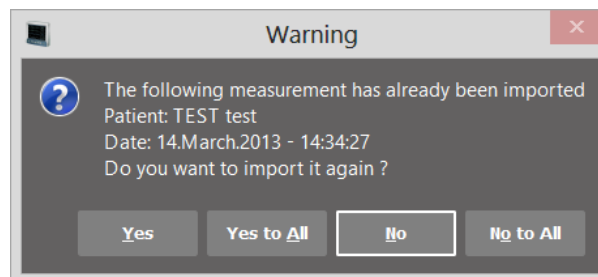 Warning
The following measurement has already been imported
Patient: TEST test
Date: 14.March.2013 - 14:34:27
Do you want to import it again ?
Yes Yes to All No No to All